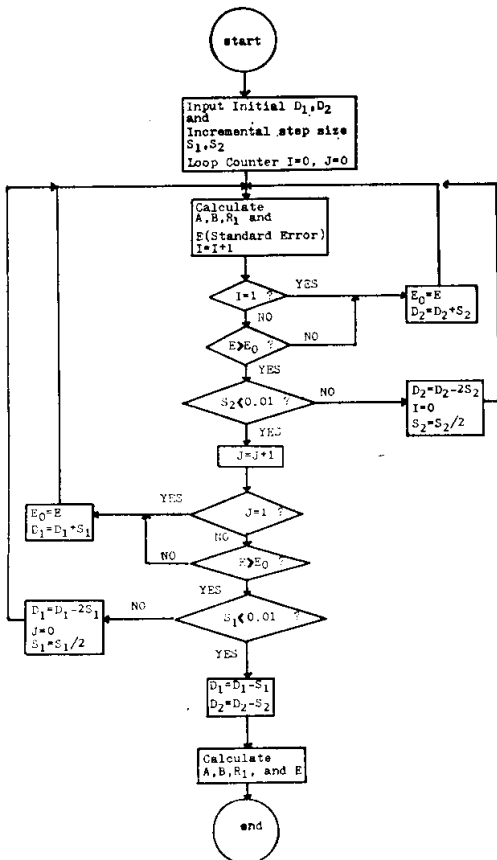 start
Input Initial D1,D2
and
Incremental step size
S1,S2
Loop Counter I=0, J=0
Calculate
A,B,R1 and
E(Standard Error)
I=I+1
I=1 ?
YES
NO
E0=E
D2=D2+S2
E>E0 ?
NO
YES
S2<0.01 ?
NO
YES
D2=D2-2S2
I=0
S2=S2/2
J=J+1
J=1 ?
YES
NO
E0=E
D1=D1+S1
E>E0 ?
NO
YES
S1<0.01 ?
NO
YES
D1=D1-2S1
J=0
S1=S1/2
D1=D1-S1
D2=D2-S2
Calculate
A,B,R1, and E
end